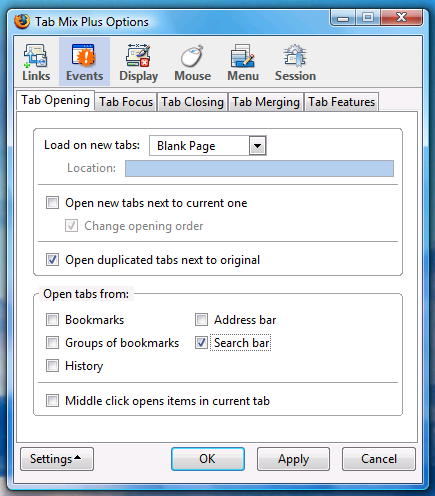 Tab Mix Plus Options
Links Events Display Mouse Menu Session
Tab Opening Tab Focus Tab Closing Tab Merging Tab Features
Load on new tabs: Blank Page
Location:
Open new tabs next to current one
Change opening order
Open duplicated tabs next to original
Open tabs from:
Bookmarks Address bar
Groups of bookmarks Search bar
History
Middle click opens items in current tab
Settings OK Apply Cancel